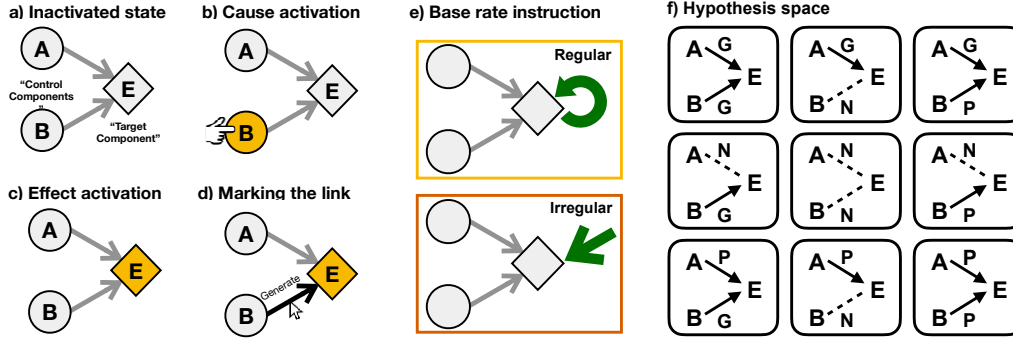 a) Inactivated state
A
"Control
Components
"
E
B
"Target
Component"
b) Cause activation
A
E
B
c) Effect activation
A
E
B
d) Marking the link
A
E
Generate
B
e) Base rate instruction
Regular
Irregular
f) Hypothesis space
A G
E
B G
A G
E
B N
A G
E
B P
A N
E
B G
A N
E
B N
A N
E
B P
A P
E
B G
A P
E
B N
A P
E
B P